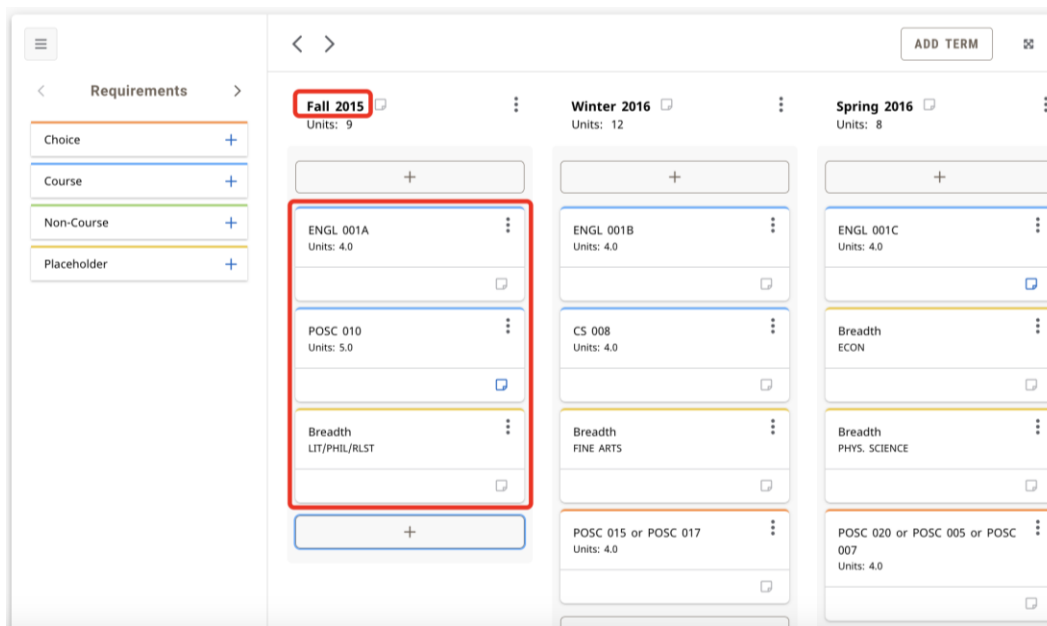 ADD TERM
Requirements
Choice
Course
Non-Course
Placeholder
Fall 2015
Units: 9
ENGL 001A
Units: 4.0
POSC 010
Units: 5.0
Breadth
LIT/PHIL/RLST
Winter 2016
Units: 12
ENGL 001B
Units: 4.0
CS 008
Units: 4.0
Breadth
FINE ARTS
POSC 015 or POSC 017
Units: 4.0
Spring 2016
Units: 8
ENGL 001C
Units: 4.0
Breadth
ECON
Breadth
PHYS. SCIENCE
POSC 020 or POSC 005 or POSC
007
Units: 4.0